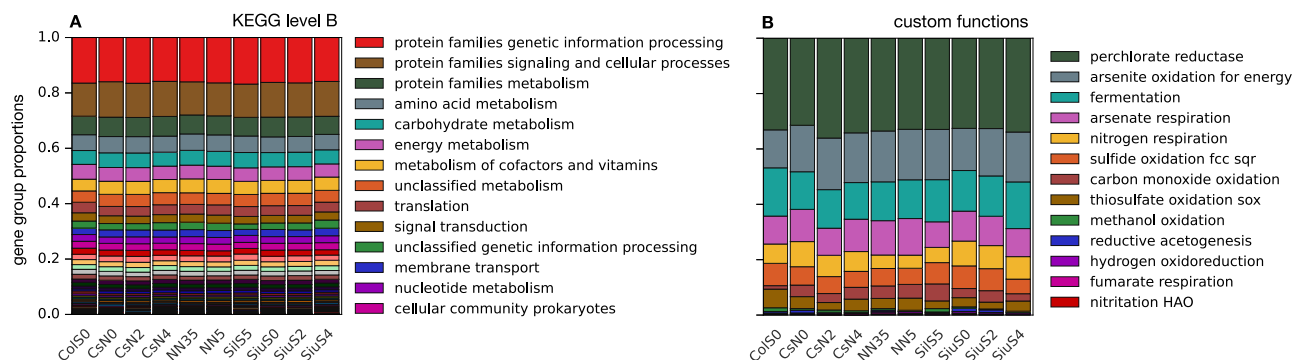 A
KEGG level B
gene group proportions
1.0
0.8
0.6
0.4
0.2
0.0
ColS0
CsN0
CsN2
CsN4
NN35
NN5
SilS5
SiuS0
SiuS2
SiuS4
protein families genetic information processing
protein families signaling and cellular processes
protein families metabolism
amino acid metabolism
carbohydrate metabolism
energy metabolism
metabolism of cofactors and vitamins
unclassified metabolism
translation
signal transduction
unclassified genetic information processing
membrane transport
nucleotide metabolism
cellular community prokaryotes
B
custom functions
ColS0
CsN0
CsN2
CsN4
NN35
NN5
SilS5
SiuS0
SiuS2
SiuS4
perchlorate reductase
arsenite oxidation for energy
fermentation
arsenate respiration
nitrogen respiration
sulfide oxidation fcc sqr
carbon monoxide oxidation
thiosulfate oxidation sox
methanol oxidation
reductive acetogenesis
hydrogen oxidoreduction
fumarate respiration
nitritation HAO